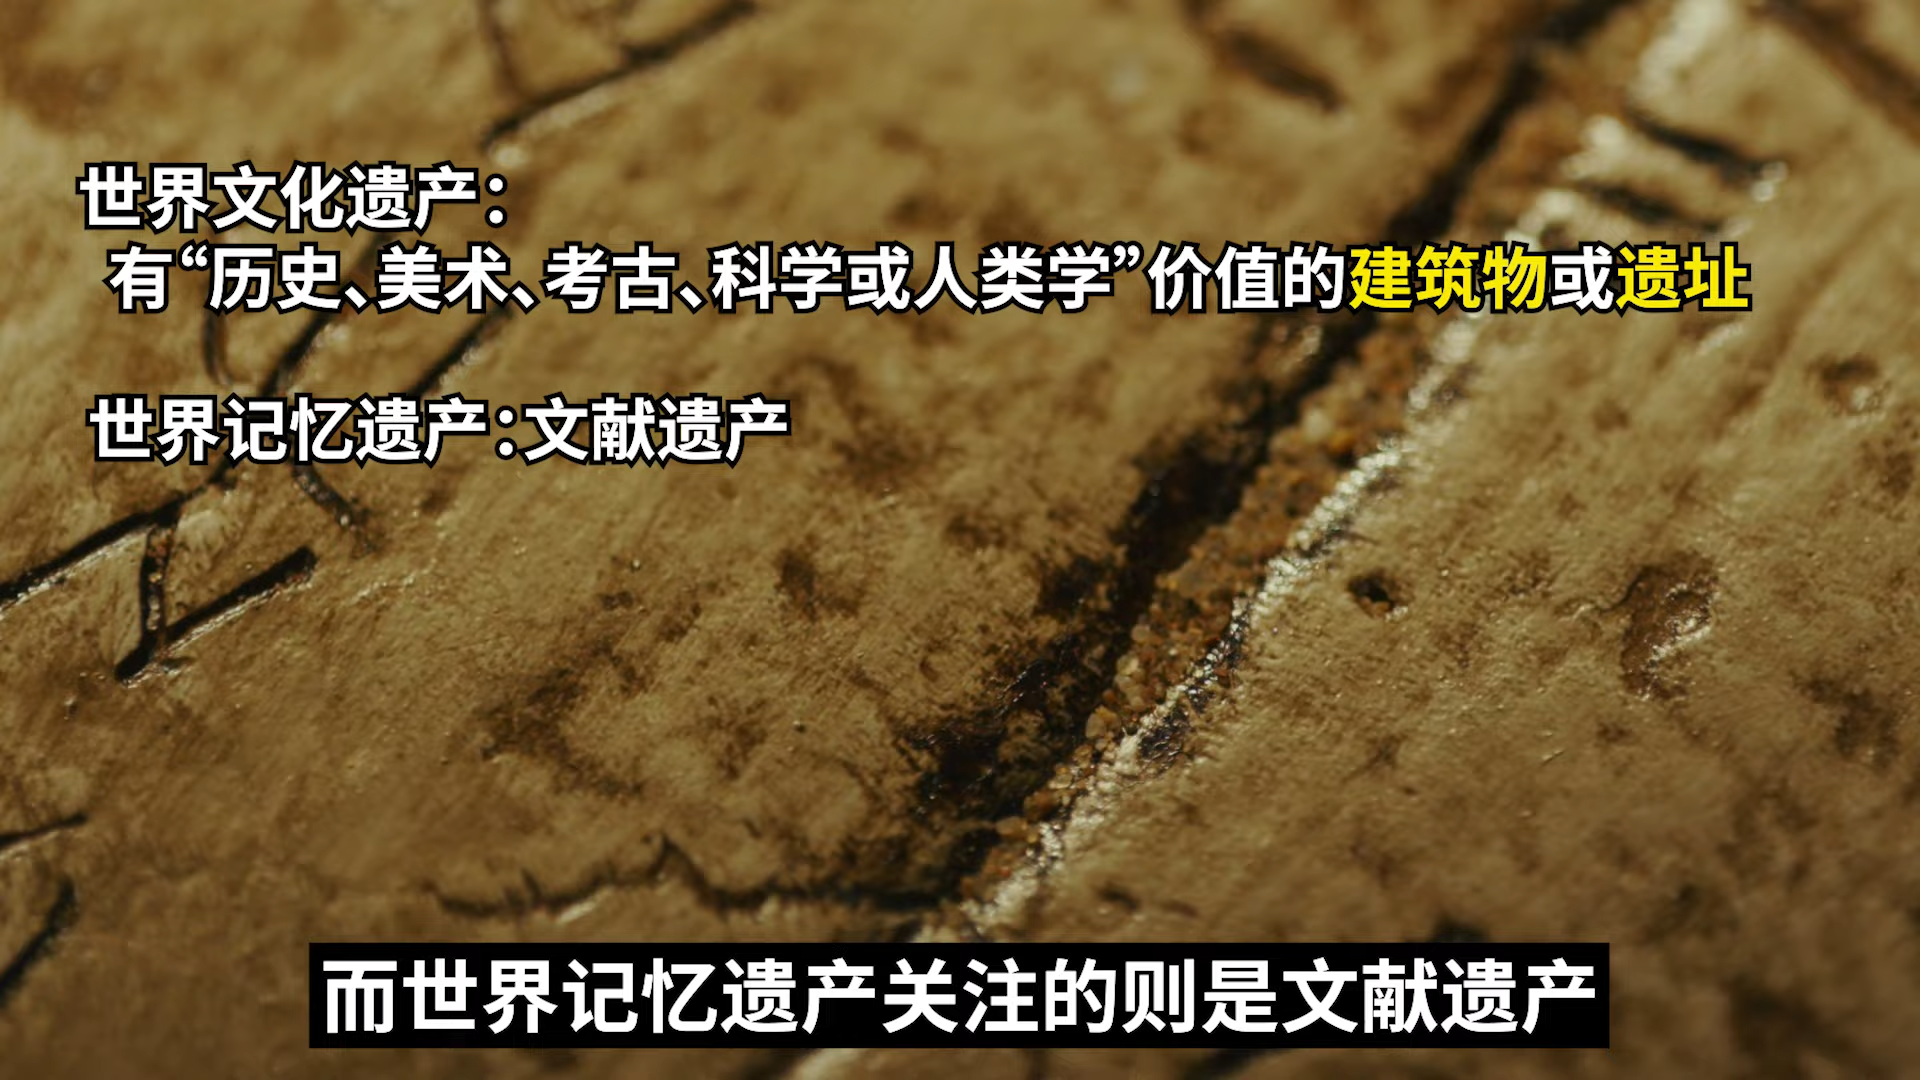 世界文化遗产：
有“历史、美术、考古、科学或人类学”价值的建筑物或遗址
世界记忆遗产：文献遗产
而世界记忆遗产关注的则是文献遗产